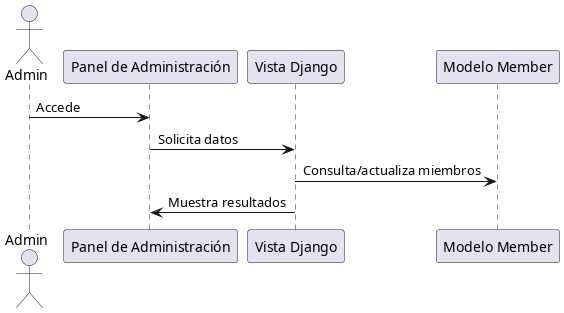 Admin
Panel de Administración
Vista Django
Modelo Member
Accede
Solicita datos
Consulta/actualiza miembros
Muestra resultados
Admin
Panel de Administración
Vista Django
Modelo Member